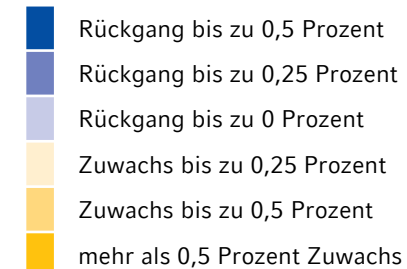 Rückgang bis zu 0,5 Prozent
Rückgang bis zu 0,25 Prozent
Rückgang bis zu 0 Prozent
Zuwachs bis zu 0,25 Prozent
Zuwachs bis zu 0,5 Prozent
mehr als 0,5 Prozent Zuwachs